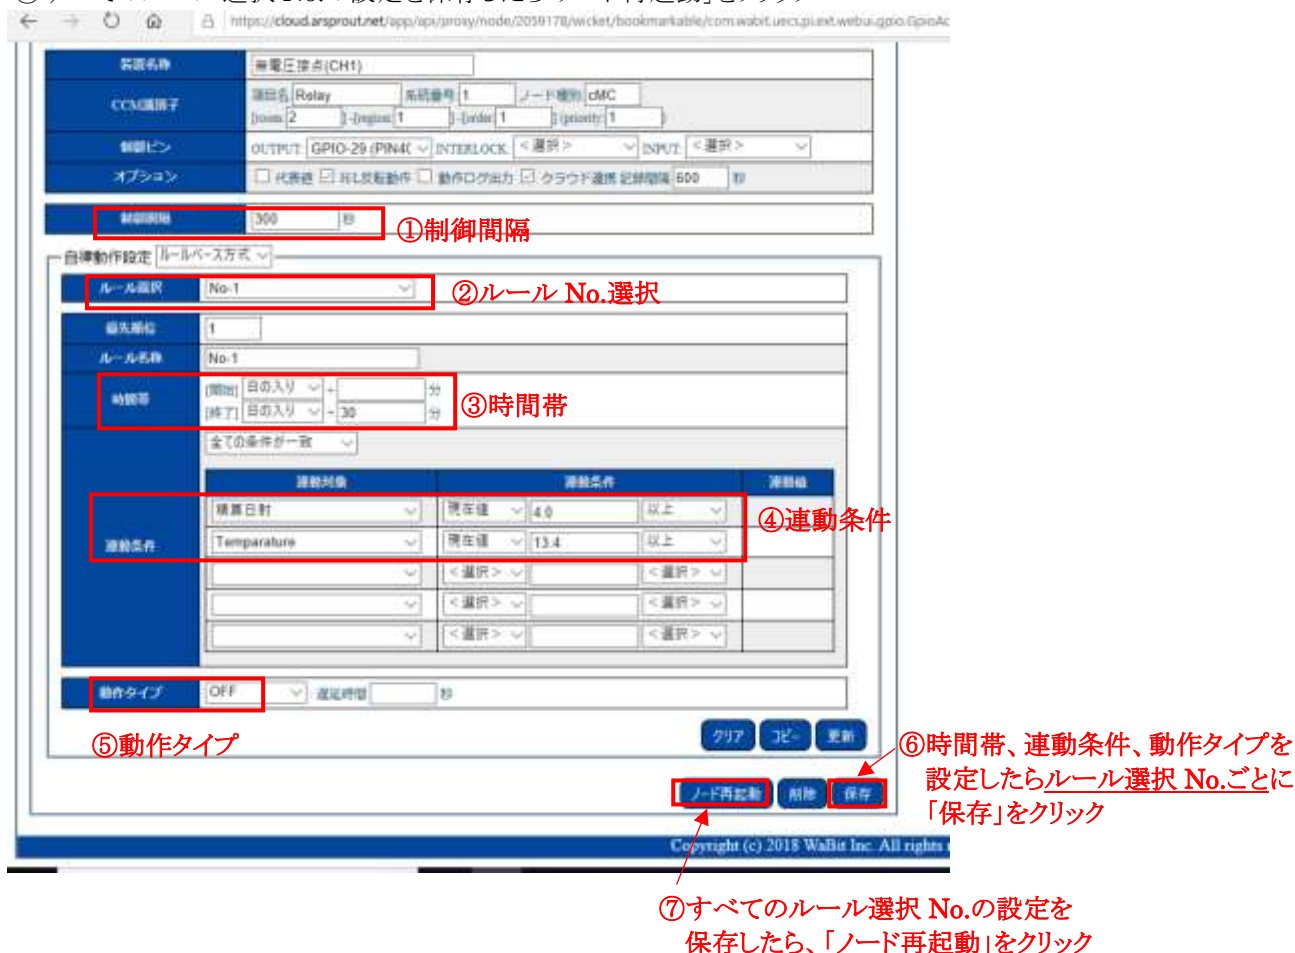 https://cloud.arsprout.net/app/api/proxy/node/2059178/wicket/bookmarkable/com.wabit.uecs.pi.ext.webui.gpio.GpioAc
装置名称 無電圧接点(CH1)
CCM識別子 項目名 Relay 系統番号 1 ノード種別 cMC
[room: 2 ] -[region: 1 ] -[order: 1 ] [priority: 1 ]
制御ピン OUTPUT: GPIO-29 (PIN4( INTERLOCK: <選択> INPUT: <選択>
オプション 代表値 H/L反転動作 動作ログ出力 クラウド連携 記録間隔 600 秒
制御間隔 300 秒
①制御間隔
自律動作設定 ルールベース方式
ルール選択 No-1
②ルール No.選択
優先順位 1
ルール名称 No-1
時間帯 [開始] 日の入り + 分
[終了] 日の入り - 30 分
③時間帯
全ての条件が一致
連動対象 連動条件 連動値
積算日射 現在値 4.0 以上
④連動条件
連動条件 Temparature 現在値 13.4 以上
<選択> <選択>
<選択> <選択>
<選択> <選択>
動作タイプ OFF 遅延時間 秒
⑤動作タイプ
クリア コピー 更新
⑥時間帯、連動条件、動作タイプを
設定したらルール選択 No.ごとに
「保存」をクリック
ノード再起動 削除 保存
Copyright (c) 2018 WaBit Inc. All rights
⑦すべてのルール選択 No.の設定を
保存したら、「ノード再起動」をクリック